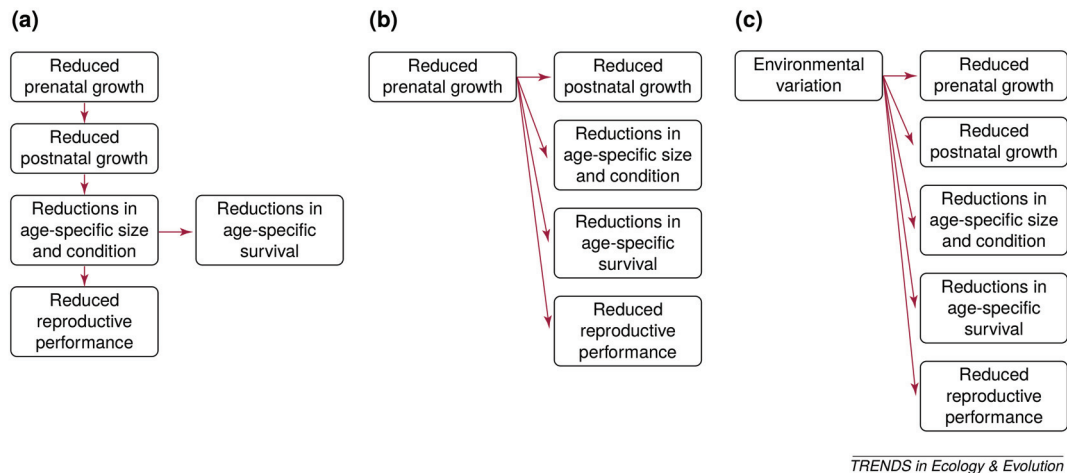 (a)
Reduced
prenatal growth
Reduced
postnatal growth
Reductions in
age-specific size
and condition
Reductions in
age-specific
survival
Reduced
reproductive
performance
(b)
Reduced
prenatal growth
Reduced
postnatal growth
Reductions in
age-specific size
and condition
Reductions in
age-specific
survival
Reduced
reproductive
performance
(c)
Environmental
variation
Reduced
prenatal growth
Reduced
postnatal growth
Reductions in
age-specific size
and condition
Reductions in
age-specific
survival
Reduced
reproductive
performance
TRENDS in Ecology & Evolution